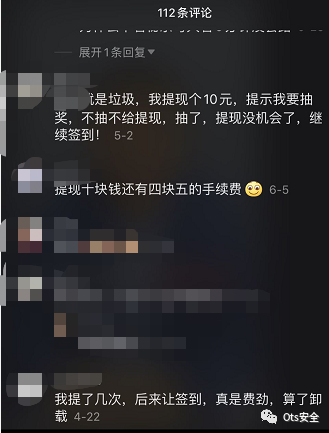 112条评论
展开1条回复
就是垃圾，我提现个10元，提示我要抽
奖，不抽不给提现，抽了，提现没机会了，继
续签到！ 5-2
提现十块钱还有四块五的手续费 6-5
我提了几次，后来让签到，真是费劲，算了卸
载 4-22
Ots安全